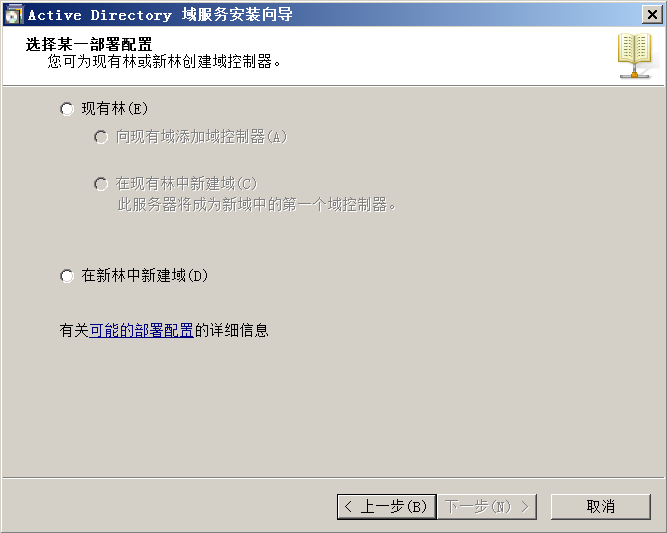 Active Directory 域服务安装向导
选择某一部署配置
您可为现有林或新林创建域控制器。
现有林(E)
向现有域添加域控制器(A)
在现有林中新建域(C)
此服务器将成为新域中的第一个域控制器。
在新林中新建域(D)
有关可能的部署配置的详细信息
< 上一步(B) 下一步(N) > 取消